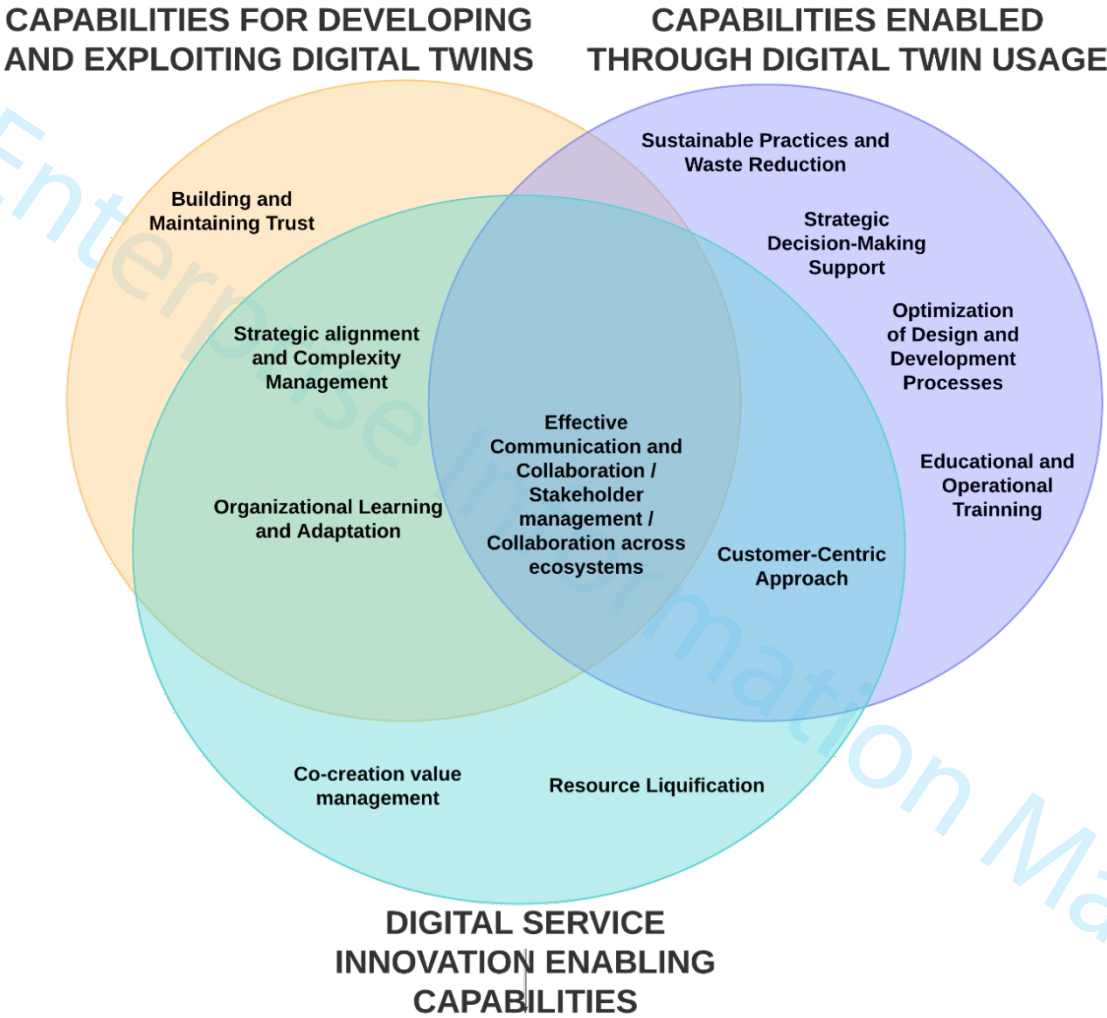 CAPABILITIES FOR DEVELOPING
AND EXPLOITING DIGITAL TWINS
CAPABILITIES ENABLED
THROUGH DIGITAL TWIN USAGE
Sustainable Practices and
Waste Reduction
Building and
Maintaining Trust
Strategic
Decision-Making
Support
Optimization
of Design and
Development
Processes
Strategic alignment
and Complexity
Management
Effective
Communication and
Collaboration /
Stakeholder
management /
Collaboration across
ecosystems
Educational and
Operational
Trainning
Organizational Learning
and Adaptation
Customer-Centric
Approach
Co-creation value
management
Resource Liquification
DIGITAL SERVICE
INNOVATION ENABLING
CAPABILITIES
Enterprise Information Ma